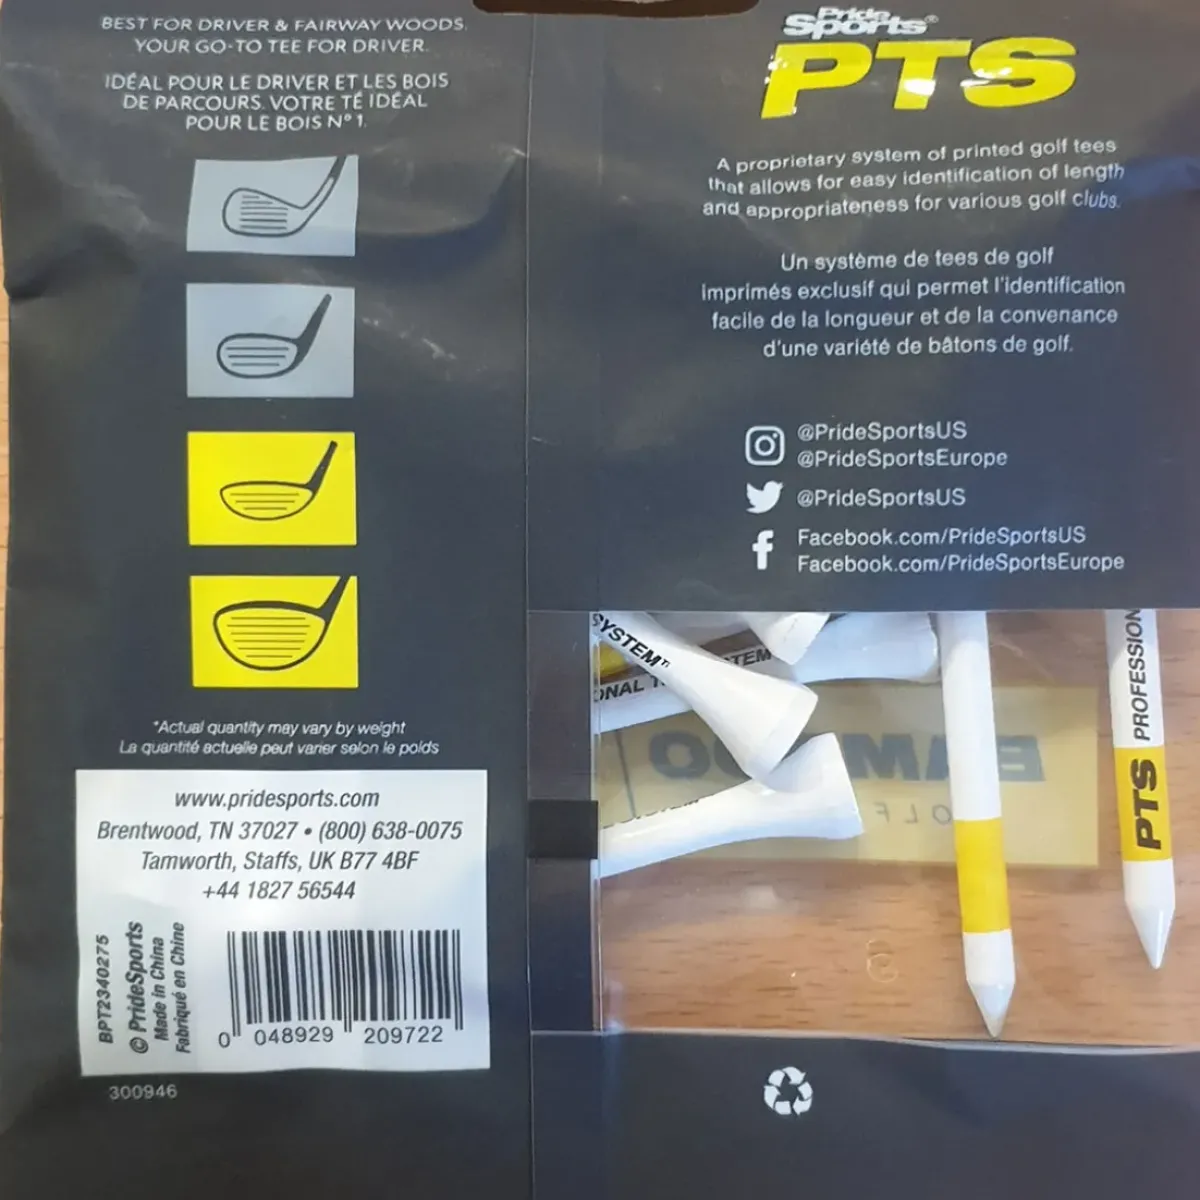 BEST FOR DRIVER & FAIRWAY WOODS.
YOUR GO-TO TEE FOR DRIVER.
IDÉAL POUR LE DRIVER ET LES BOIS
DE PARCOURS. VOTRE TÉ IDÉAL
POUR LE BOIS Nº 1.
*Actual quantity may vary by weight
La quantité actuelle peut varier selon le poids
www.pridesports.com
Brentwood, TN 37027 • (800) 638-0075
Tamworth, Staffs, UK B77 4BF
+44 1827 56544
BPT2340275
© PrideSports
Made in China
Fabriqué en Chine
0 048929 209722
300946
Pride
Sports®
PTS
A proprietary system of printed golf tees
that allows for easy identification of length
and appropriateness for various golf clubs.
Un système de tees de golf
imprimés exclusif qui permet l'identification
facile de la longueur et de la convenance
d'une variété de bâtons de golf.
@PrideSportsUS
@PrideSportsEurope
@PrideSportsUS
Facebook.com/PrideSportsUS
Facebook.com/PrideSportsEurope
SYSTEM
ONAL T
STEM
BAMBOO
GOLF
PTS PROFESSION